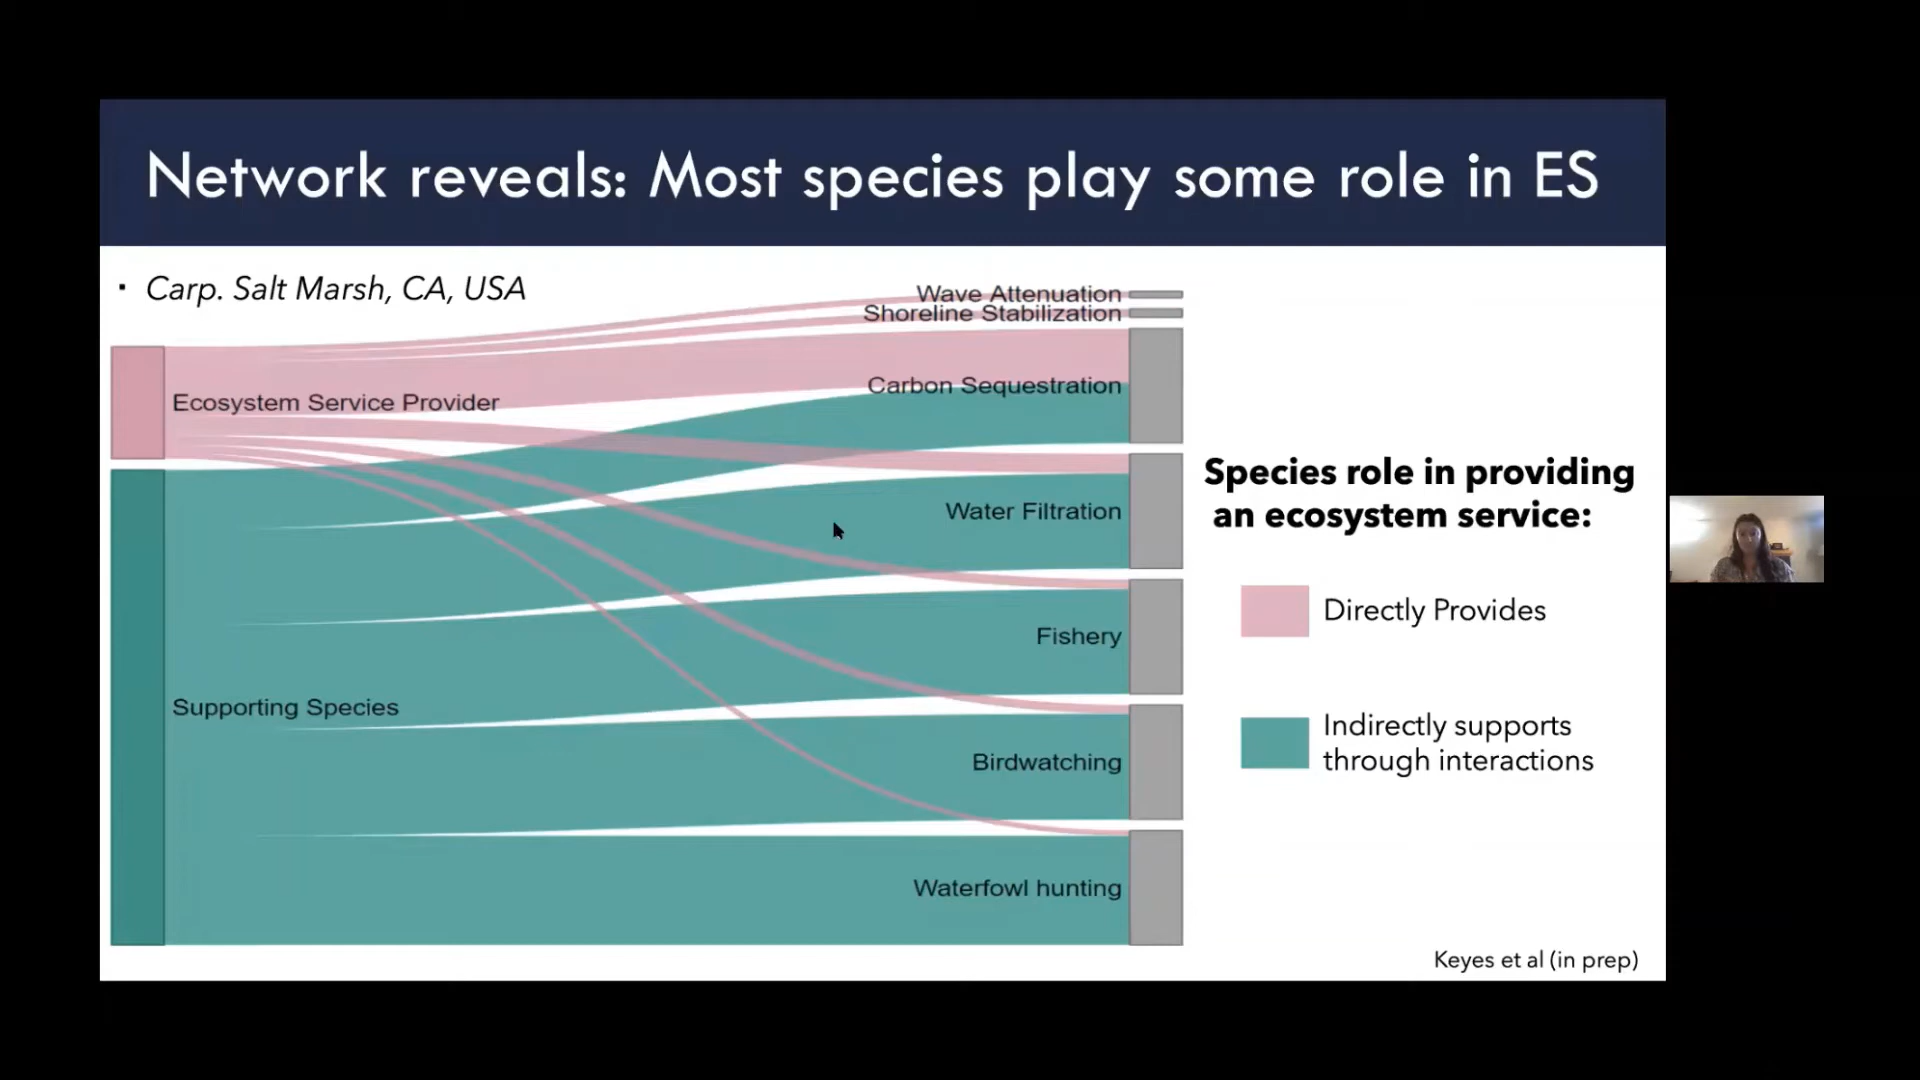 Network reveals: Most species play some role in ES
▪ Carp. Salt Marsh, CA, USA
Wave Attenuation
Shoreline Stabilization
Carbon Sequestration
Ecosystem Service Provider
Water Filtration
Fishery
Supporting Species
Birdwatching
Waterfowl hunting
Species role in providing
an ecosystem service:
Directly Provides
Indirectly supports
through interactions
Keyes et al (in prep)